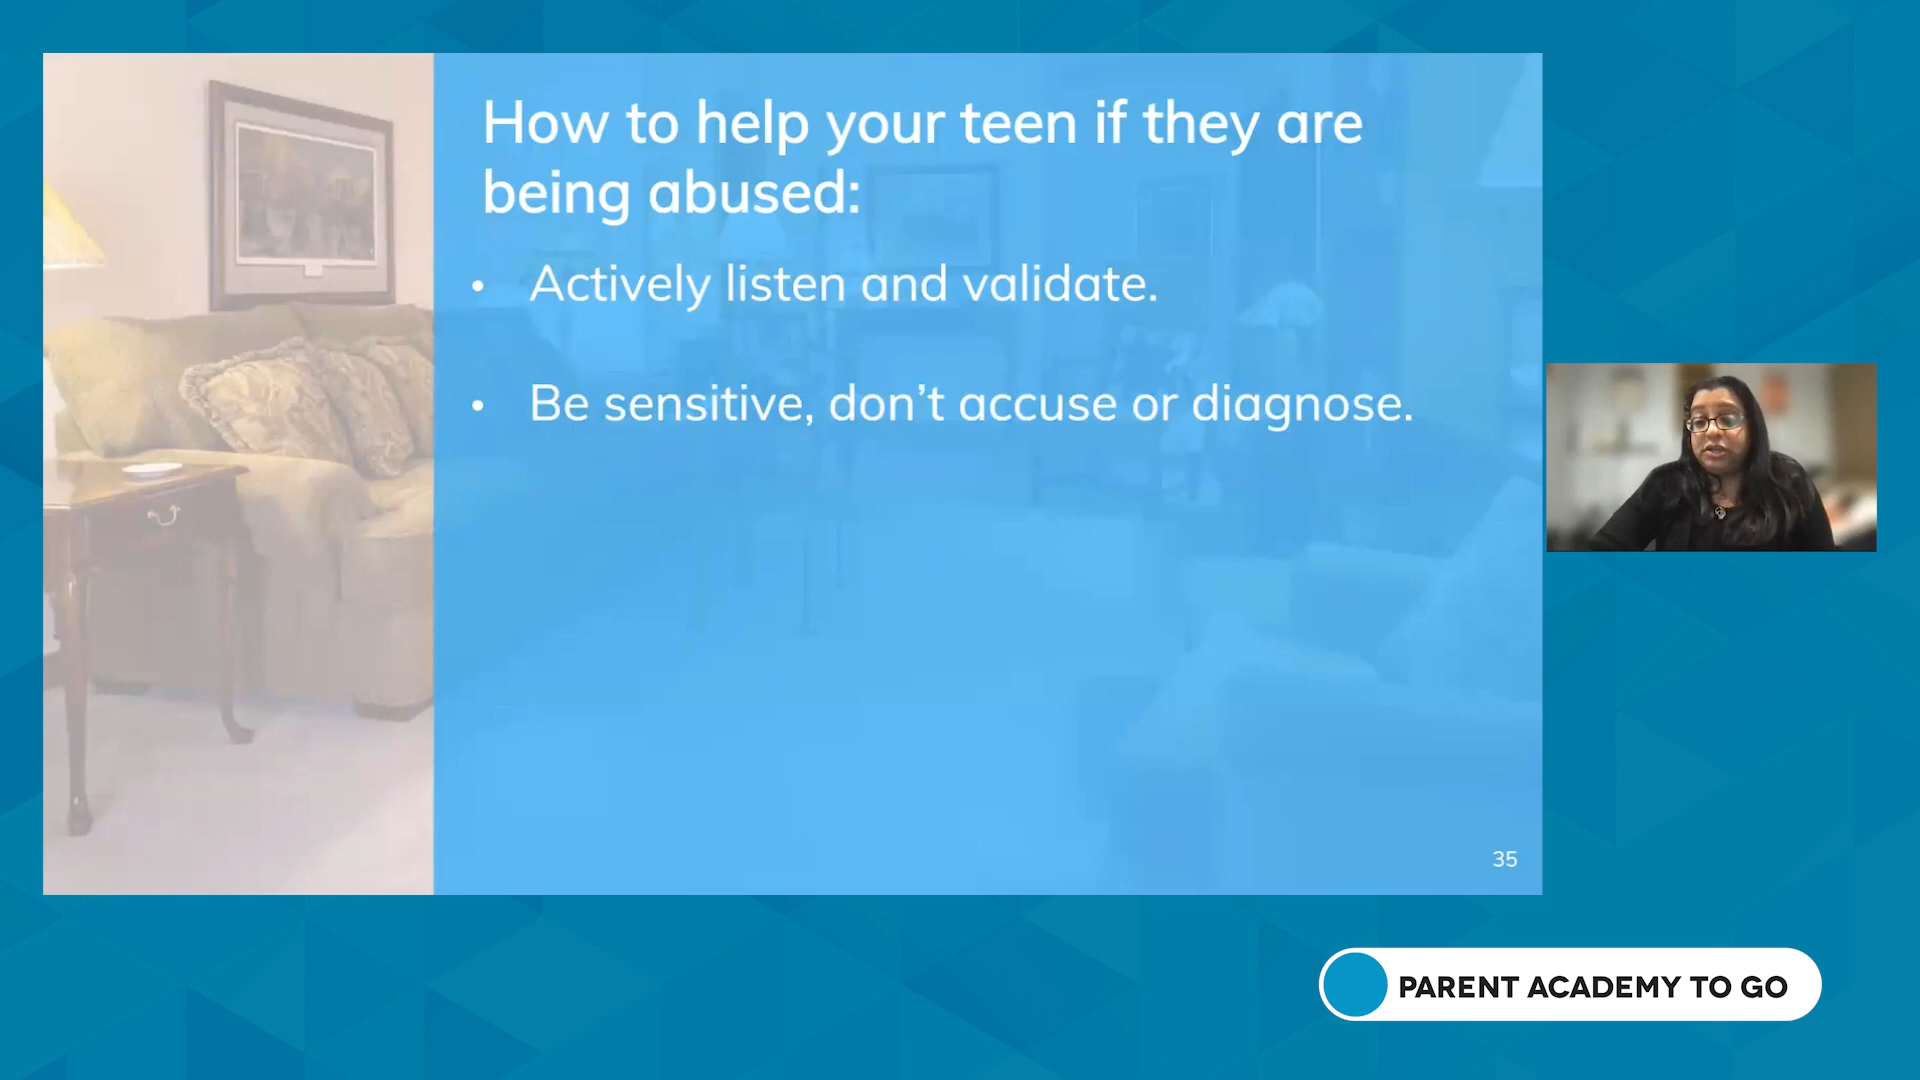 How to help your teen if they are
being abused:
• Actively listen and validate.
• Be sensitive, don’t accuse or diagnose.
35
PARENT ACADEMY TO GO